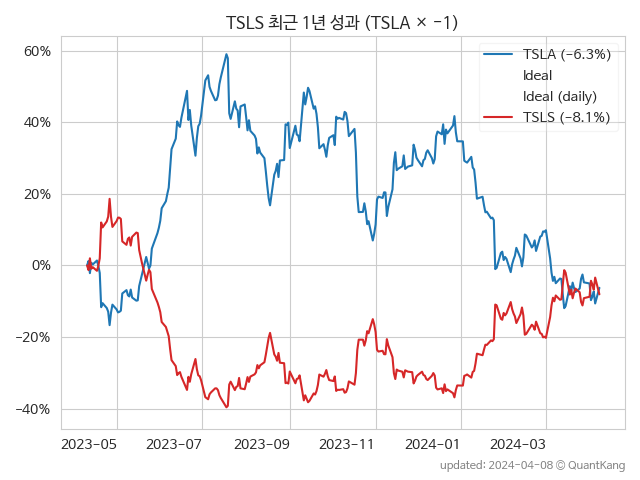 TSLS 최근 1년 성과 (TSLA × −1)
60%
40%
20%
0%
−20%
−40%
TSLA (−6.3%)
Ideal
Ideal (daily)
TSLS (−8.1%)
2023-05 2023-07 2023-09 2023-11 2024-01 2024-03
updated: 2024-04-08 © QuantKang